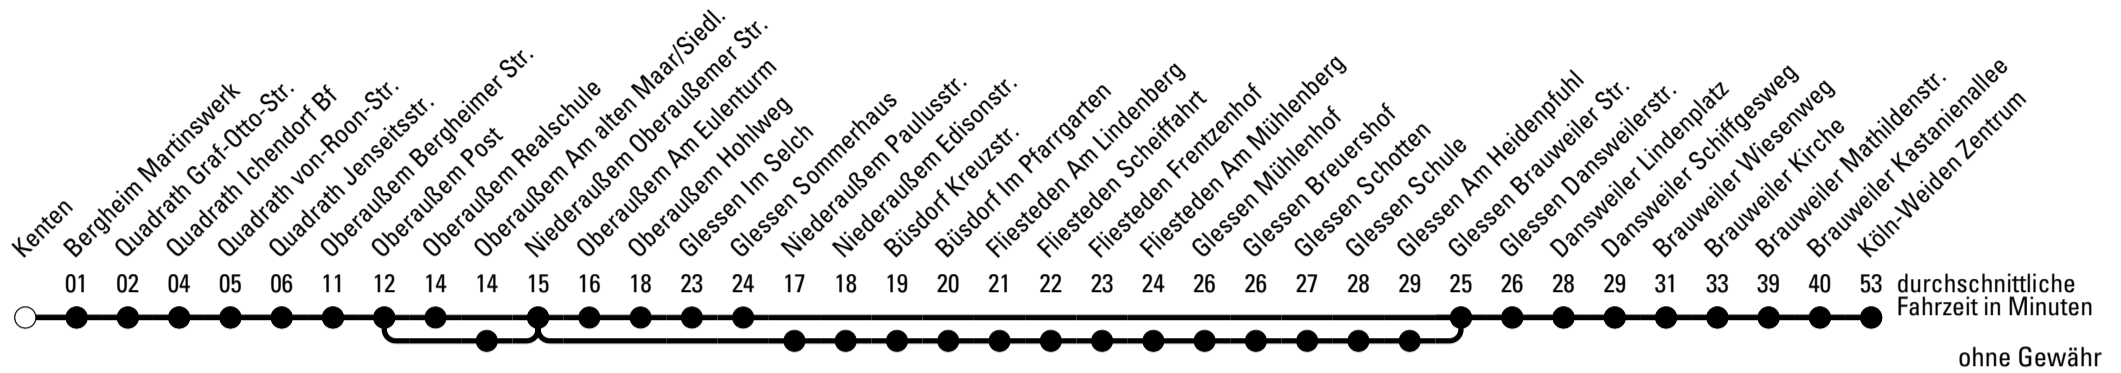 Kenten
Bergheim Martinswerk
Quadrath Graf-Otto-Str.
Quadrath Ichendorf Bf
Quadrath von-Roon-Str.
Quadrath Jenseitsstr.
Oberaußem Bergheimer Str.
Oberaußem Post
Oberaußem Realschule
Oberaußem Am alten Maar/Siedl.
Niederaußem Oberaußemer Str.
Oberaußem Am Eulenturm
Oberaußem Hohlweg
Glessen Im Selch
Glessen Sommerhaus
Niederaußem Paulusstr.
Niederaußem Edisonstr.
Büsdorf Kreuzstr.
Büsdorf Im Pfarrgarten
Fliesteden Am Lindenberg
Fliesteden Scheiffahrt
Fliesteden Frentzenhof
Fliesteden Am Mühlenberg
Glessen Mühlenhof
Glessen Breuershof
Glessen Schotten
Glessen Schule
Glessen Am Heidenpfuhl
Glessen Brauweiler Str.
Glessen Dansweilerstr.
Dansweiler Lindenplatz
Dansweiler Schiffgesweg
Brauweiler Wiesenweg
Brauweiler Kirche
Brauweiler Mathildenstr.
Brauweiler Kastanienallee
Köln-Weiden Zentrum
01 02 04 05 06 11 12 14 14 15 16 18 23 24 17 18 19 20 21 22 23 24 26 26 27 28 29 25 26 28 29 31 33 39 40 53 durchschnittliche
Fahrzeit in Minuten
ohne Gewähr